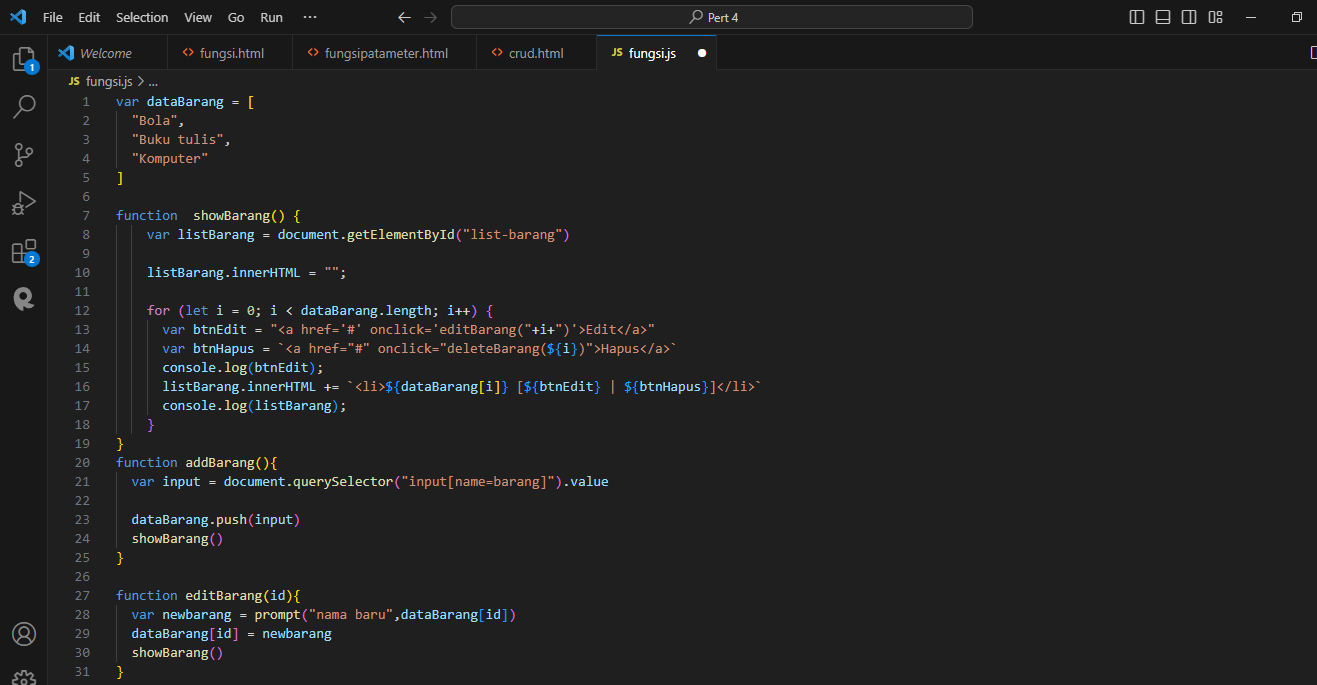 File Edit Selection View Go Run ··· ← → Part 4
Welcome <> fungsi.html <> fungsipatameter.html <> crud.html JS fungsi.js ●
1
JS fungsi.js > ...
1 var dataBarang = [
2   "Bola",
3   "Buku tulis",
4   "Komputer"
5 ]
6
7 function  showBarang() {
8     var listBarang = document.getElementById("list-barang")
9
10     listBarang.innerHTML = "";
11
12     for (let i = 0; i < dataBarang.length; i++) {
13       var btnEdit = "<a href='#' onclick='editBarang("+i+")'>Edit</a>"
14       var btnHapus = `<a href="#" onclick="deleteBarang(${i})">Hapus</a>`
15       console.log(btnEdit);
16       listBarang.innerHTML += `<li>${dataBarang[i]} [${btnEdit} | ${btnHapus}]</li>`
17       console.log(listBarang);
18     }
19 }
20 function addBarang(){
21   var input = document.querySelector("input[name=barang]").value
22
23   dataBarang.push(input)
24   showBarang()
25 }
26
27 function editBarang(id){
28   var newbarang = prompt("nama baru",dataBarang[id])
29   dataBarang[id] = newbarang
30   showBarang()
31 }
2